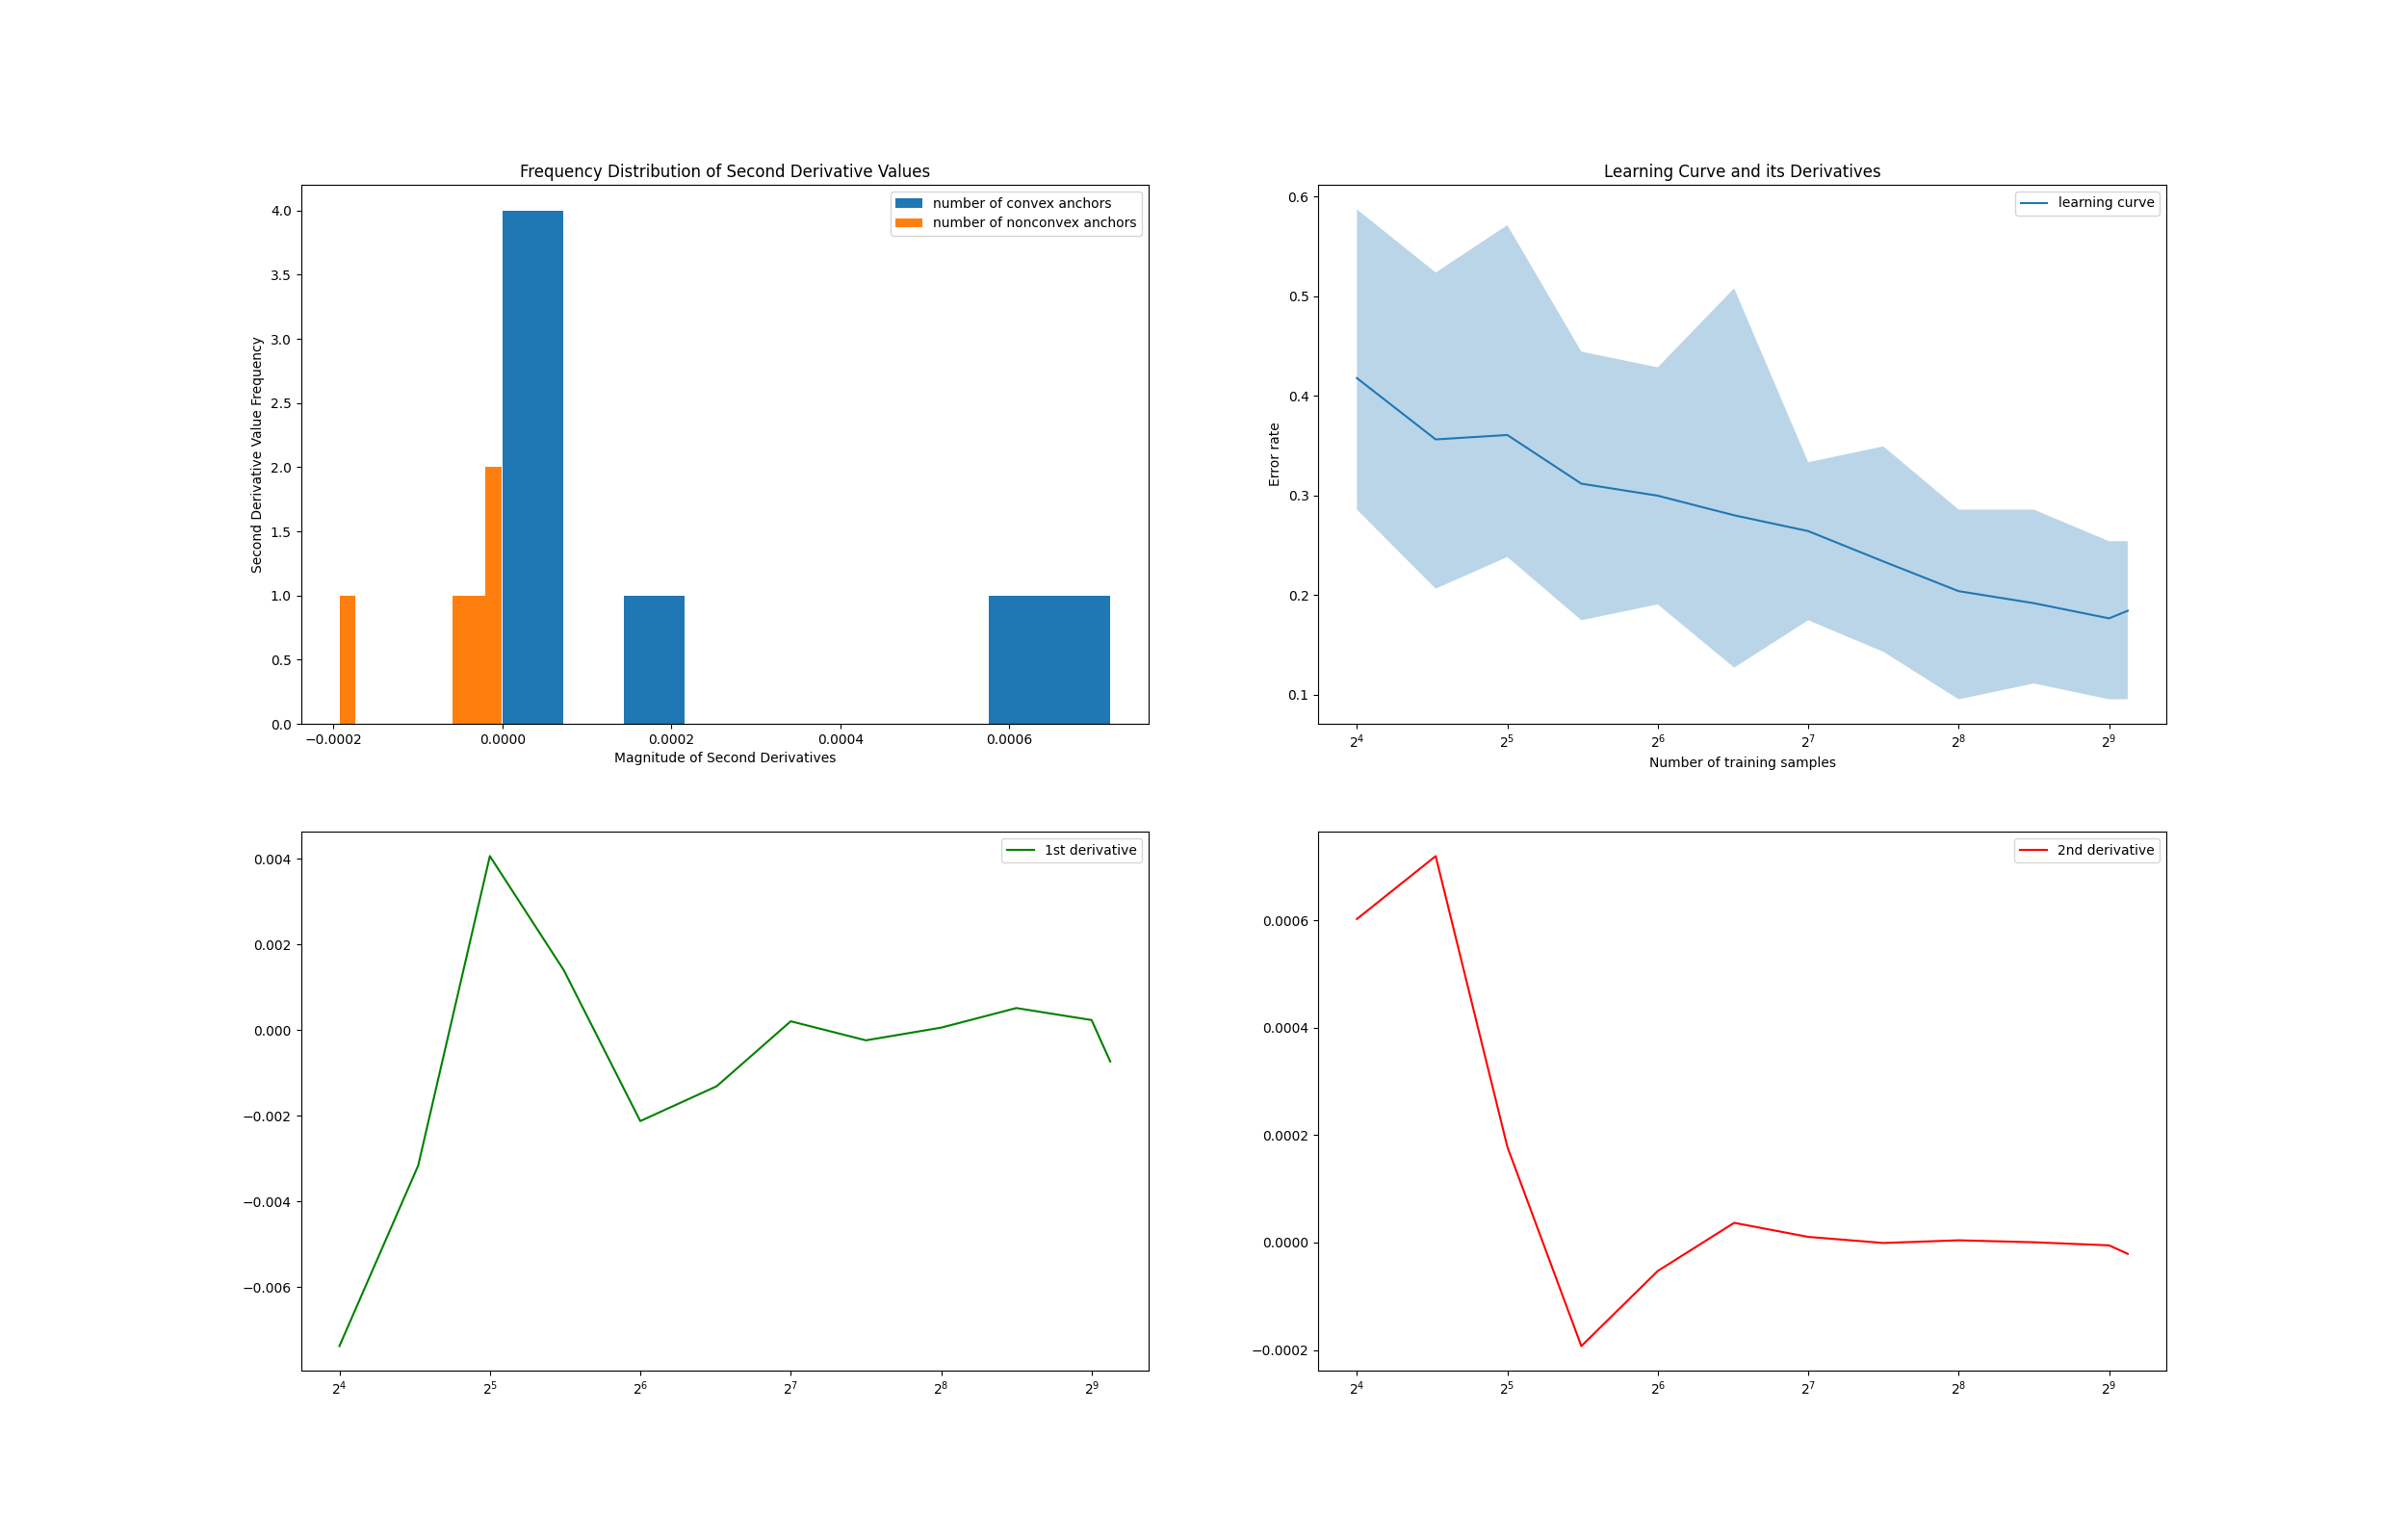 Frequency Distribution of Second Derivative Values
number of convex anchors
number of nonconvex anchors
Second Derivative Value Frequency
4.0
3.5
3.0
2.5
2.0
1.5
1.0
0.5
0.0
−0.0002 0.0000 0.0002 0.0004 0.0006
Magnitude of Second Derivatives
Learning Curve and its Derivatives
learning curve
Error rate
0.6
0.5
0.4
0.3
0.2
0.1
2⁴ 2⁵ 2⁶ 2⁷ 2⁸ 2⁹
Number of training samples
1st derivative
0.004
0.002
0.000
−0.002
−0.004
−0.006
2⁴ 2⁵ 2⁶ 2⁷ 2⁸ 2⁹
2nd derivative
0.0006
0.0004
0.0002
0.0000
−0.0002
2⁴ 2⁵ 2⁶ 2⁷ 2⁸ 2⁹